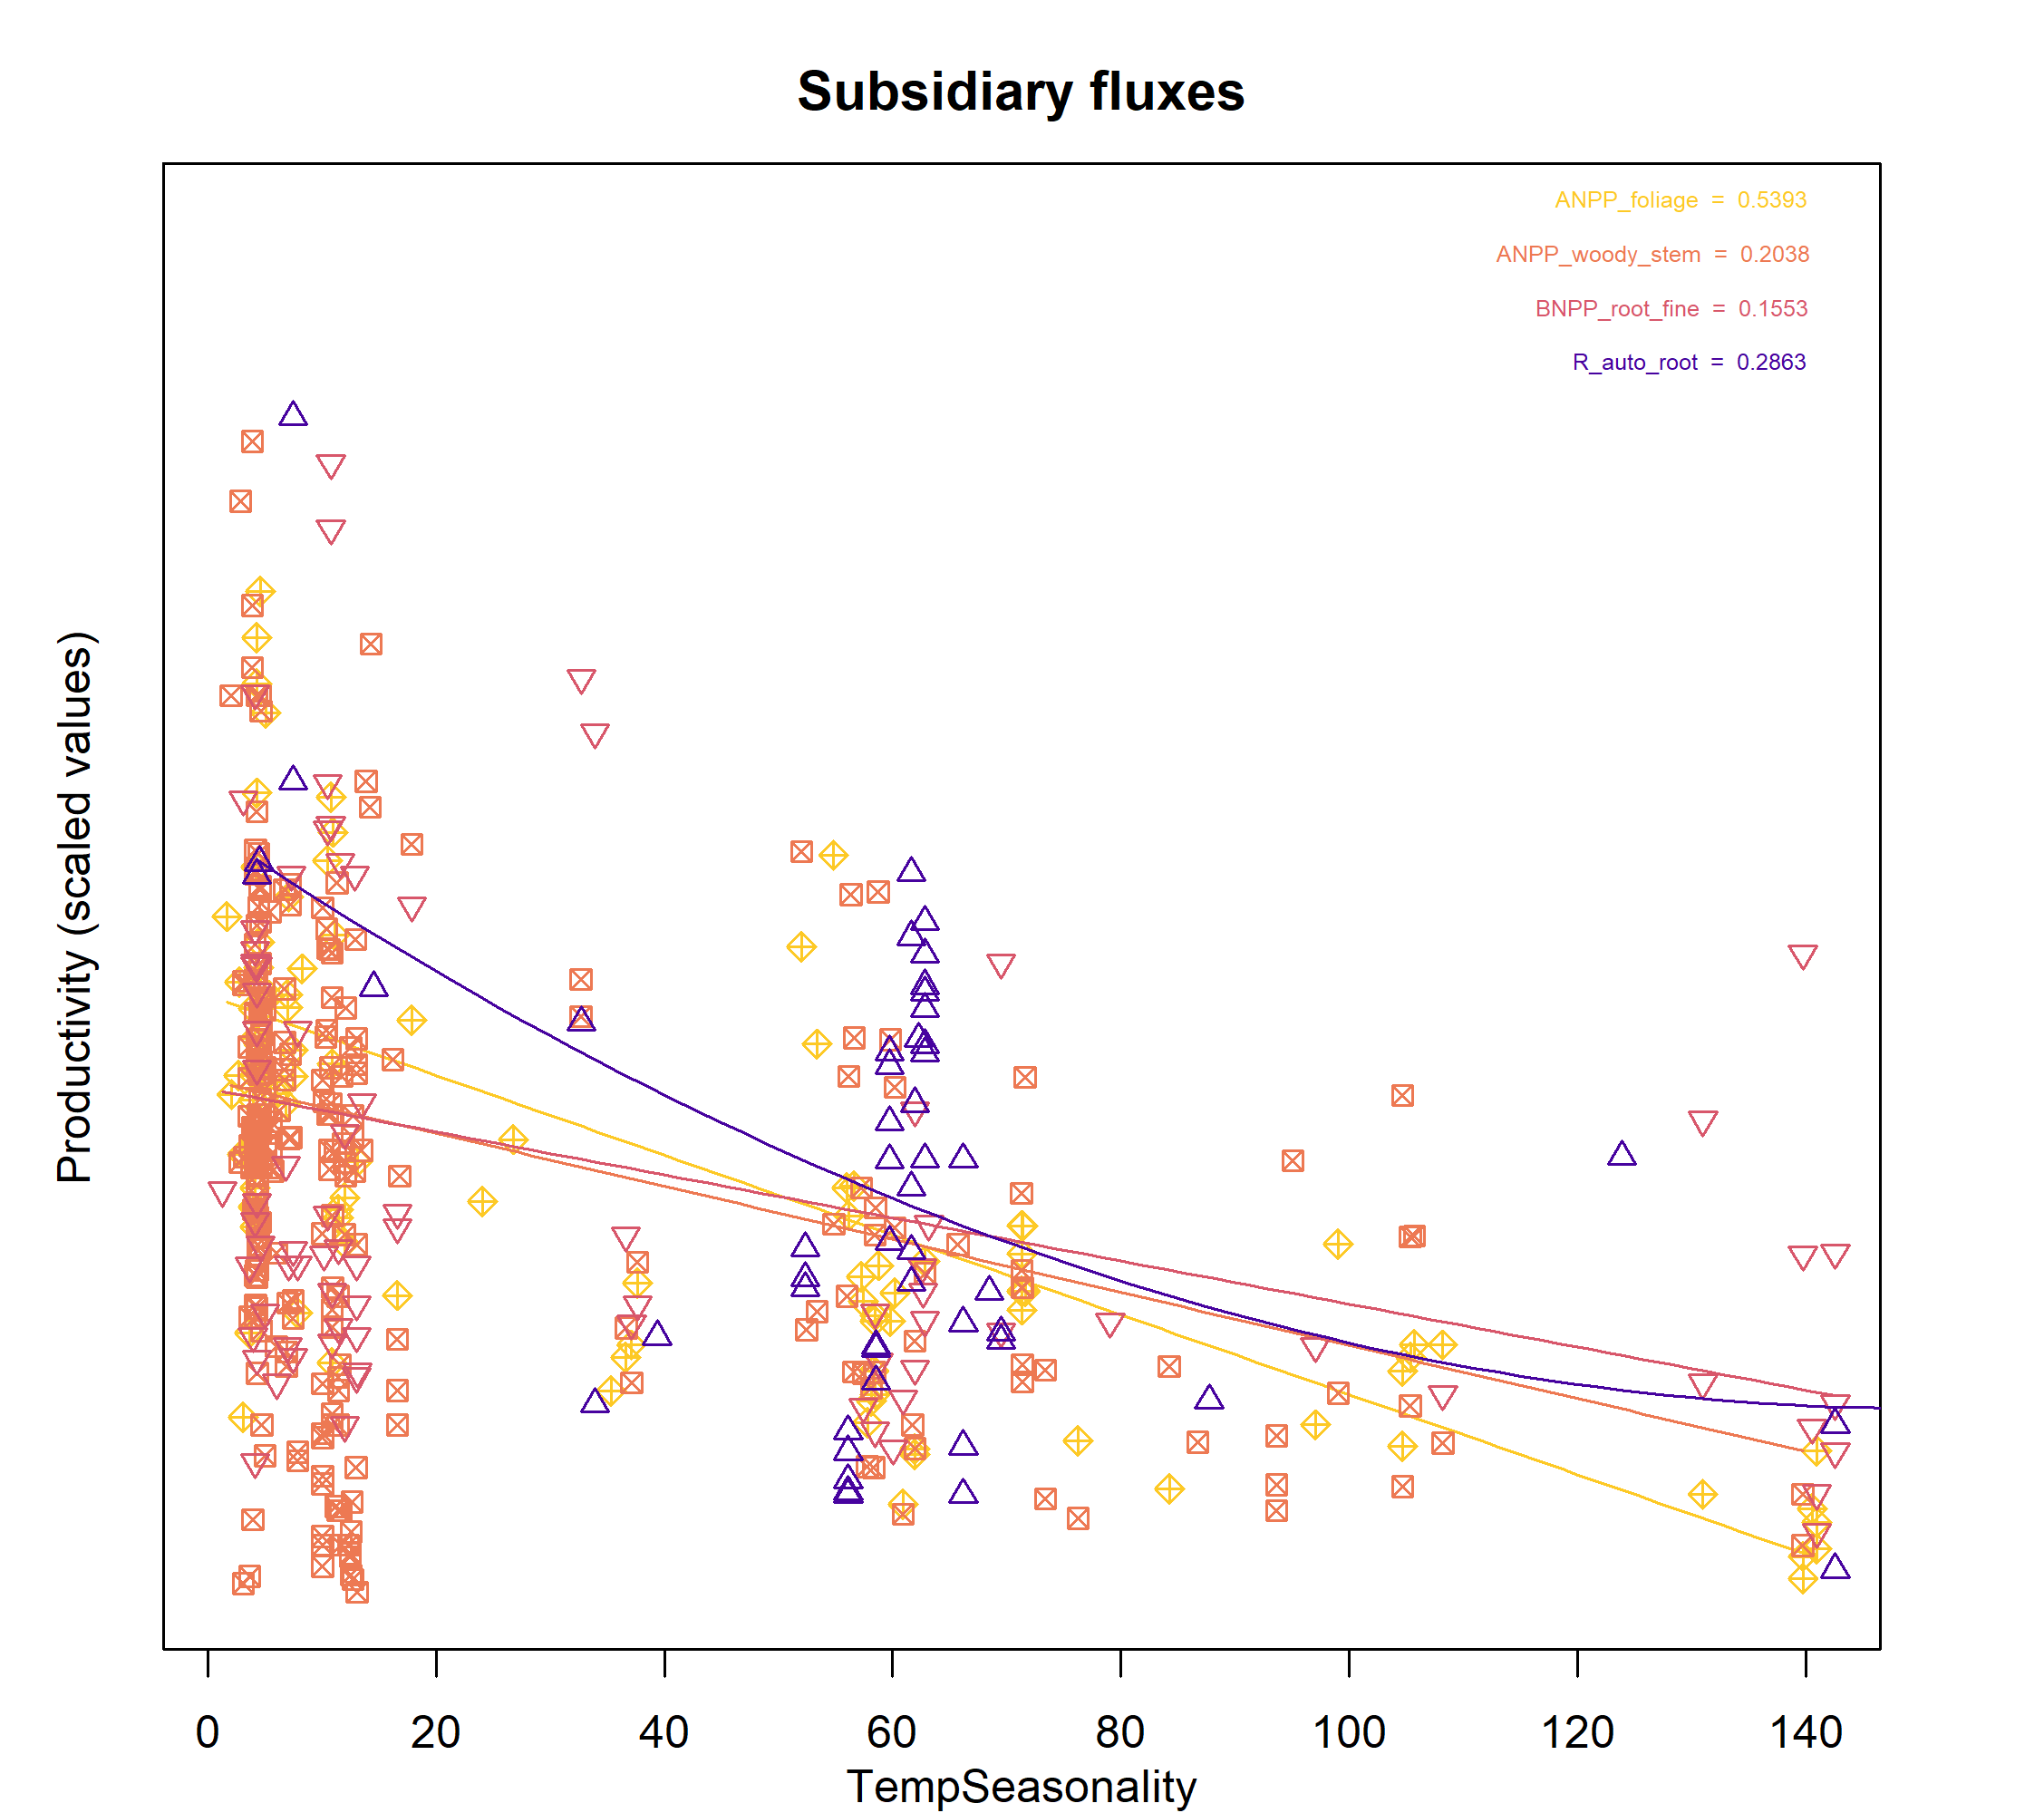 Subsidiary fluxes
ANPP_foliage = 0.5393
ANPP_woody_stem = 0.2038
BNPP_root_fine = 0.1553
R_auto_root = 0.2863
Productivity (scaled values)
0 20 40 60 80 100 120 140
TempSeasonality